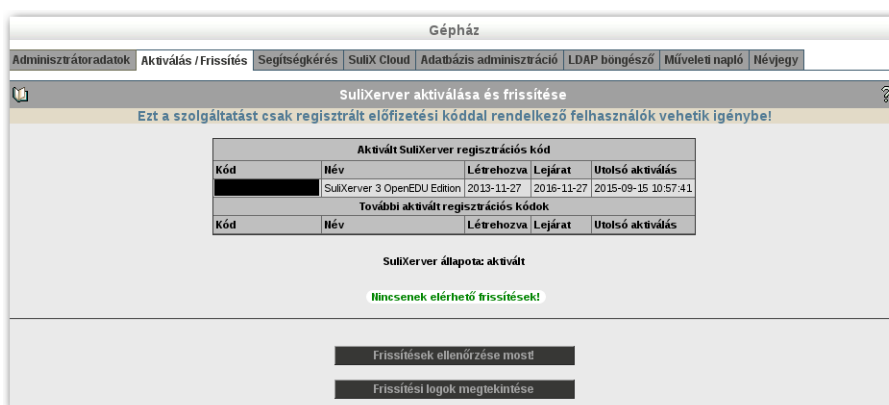 Gépház
Adminisztrátoradatok Aktiválás / Frissítés Segítségkérés SuliX Cloud Adatbázis adminisztráció LDAP böngésző Műveleti napló Névjegy
SuliXerver aktiválása és frissítése
Ezt a szolgáltatást csak regisztrált előfizetési kóddal rendelkező felhasználók vehetik igénybe!
Aktivált SuliXerver regisztrációs kód
Kód Név Létrehozva Lejárat Utolsó aktiválás
SuliXerver 3 OpenEDU Edition 2013-11-27 2016-11-27 2015-09-15 10:57:41
További aktivált regisztrációs kódok
Kód Név Létrehozva Lejárat Utolsó aktiválás
SuliXerver állapota: aktivált
Nincsenek elérhető frissítések!
Frissítések ellenőrzése most!
Frissítési logok megtekintése